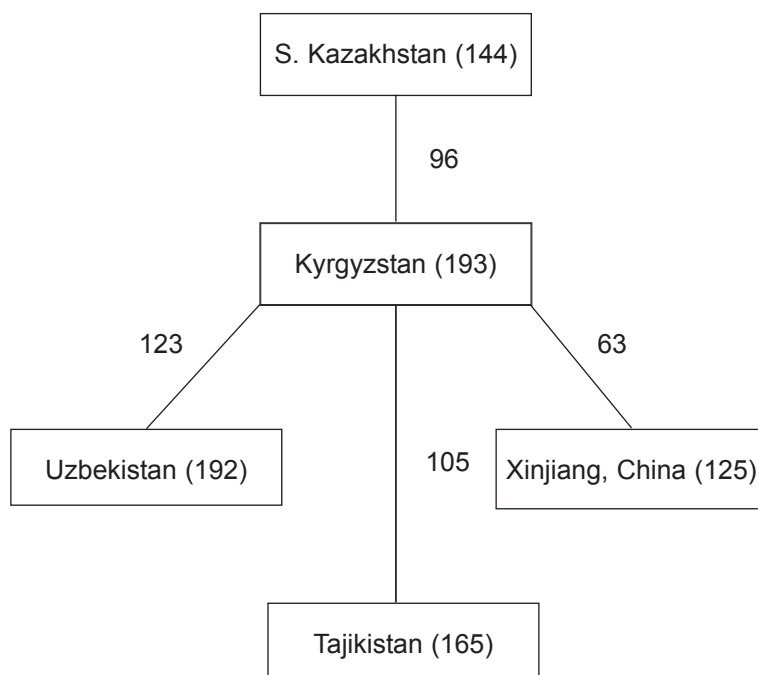 S. Kazakhstan (144)
96
Kyrgyzstan (193)
123
63
Uzbekistan (192)
105
Xinjiang, China (125)
Tajikistan (165)